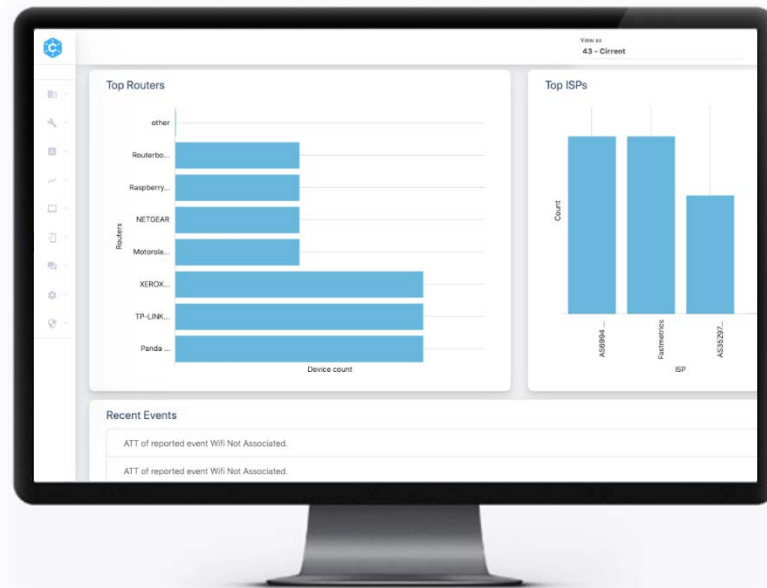 View as
43 - Cirrent
Top Routers
other
Routerbo...
Raspberry...
NETGEAR
Motorola...
XEROX...
TP-LINK...
Panda ...
Routers
Device count
Top ISPs
Count
AS6994 ...
Fastmetrics
AS35297...
ISP
Recent Events
ATT of reported event Wifi Not Associated.
ATT of reported event Wifi Not Associated.